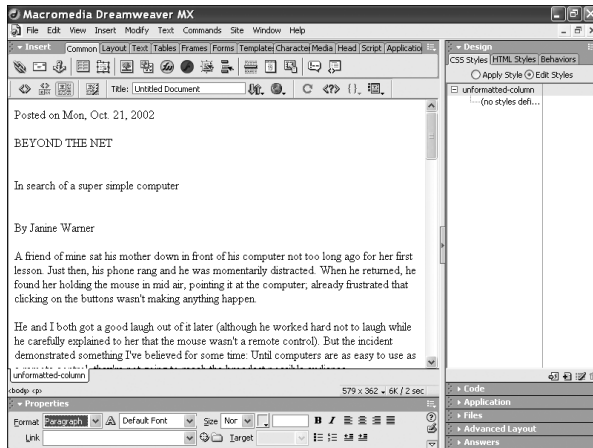 Macromedia Dreamweaver MX
File Edit View Insert Modify Text Commands Site Window Help
Insert Common Layout Text Tables Frames Forms Template Characte Media Head Script Applicatio
Title: Untitled Document
Posted on Mon, Oct. 21, 2002
BEYOND THE NET
In search of a super simple computer
By Janine Warner
A friend of mine sat his mother down in front of his computer not too long ago for her first
lesson. Just then, his phone rang and he was momentarily distracted. When he returned, he
found her holding the mouse in mid air, pointing it at the computer; already frustrated that
clicking on the buttons wasn't making anything happen.
He and I both got a good laugh out of it later (although he worked hard not to laugh while
he carefully explained to her that the mouse wasn't a remote control). But the incident
demonstrated something I've believed for some time: Until computers are as easy to use as
unformatted-column
<body> <p> 579 x 362 6K / 2 sec
Properties
Format Paragraph Default Font Size Nor B I
Link Target
Design
CSS Styles HTML Styles Behaviors
Apply Style Edit Styles
unformatted-column
(no styles defi...
Code
Application
Files
Advanced Layout
Answers